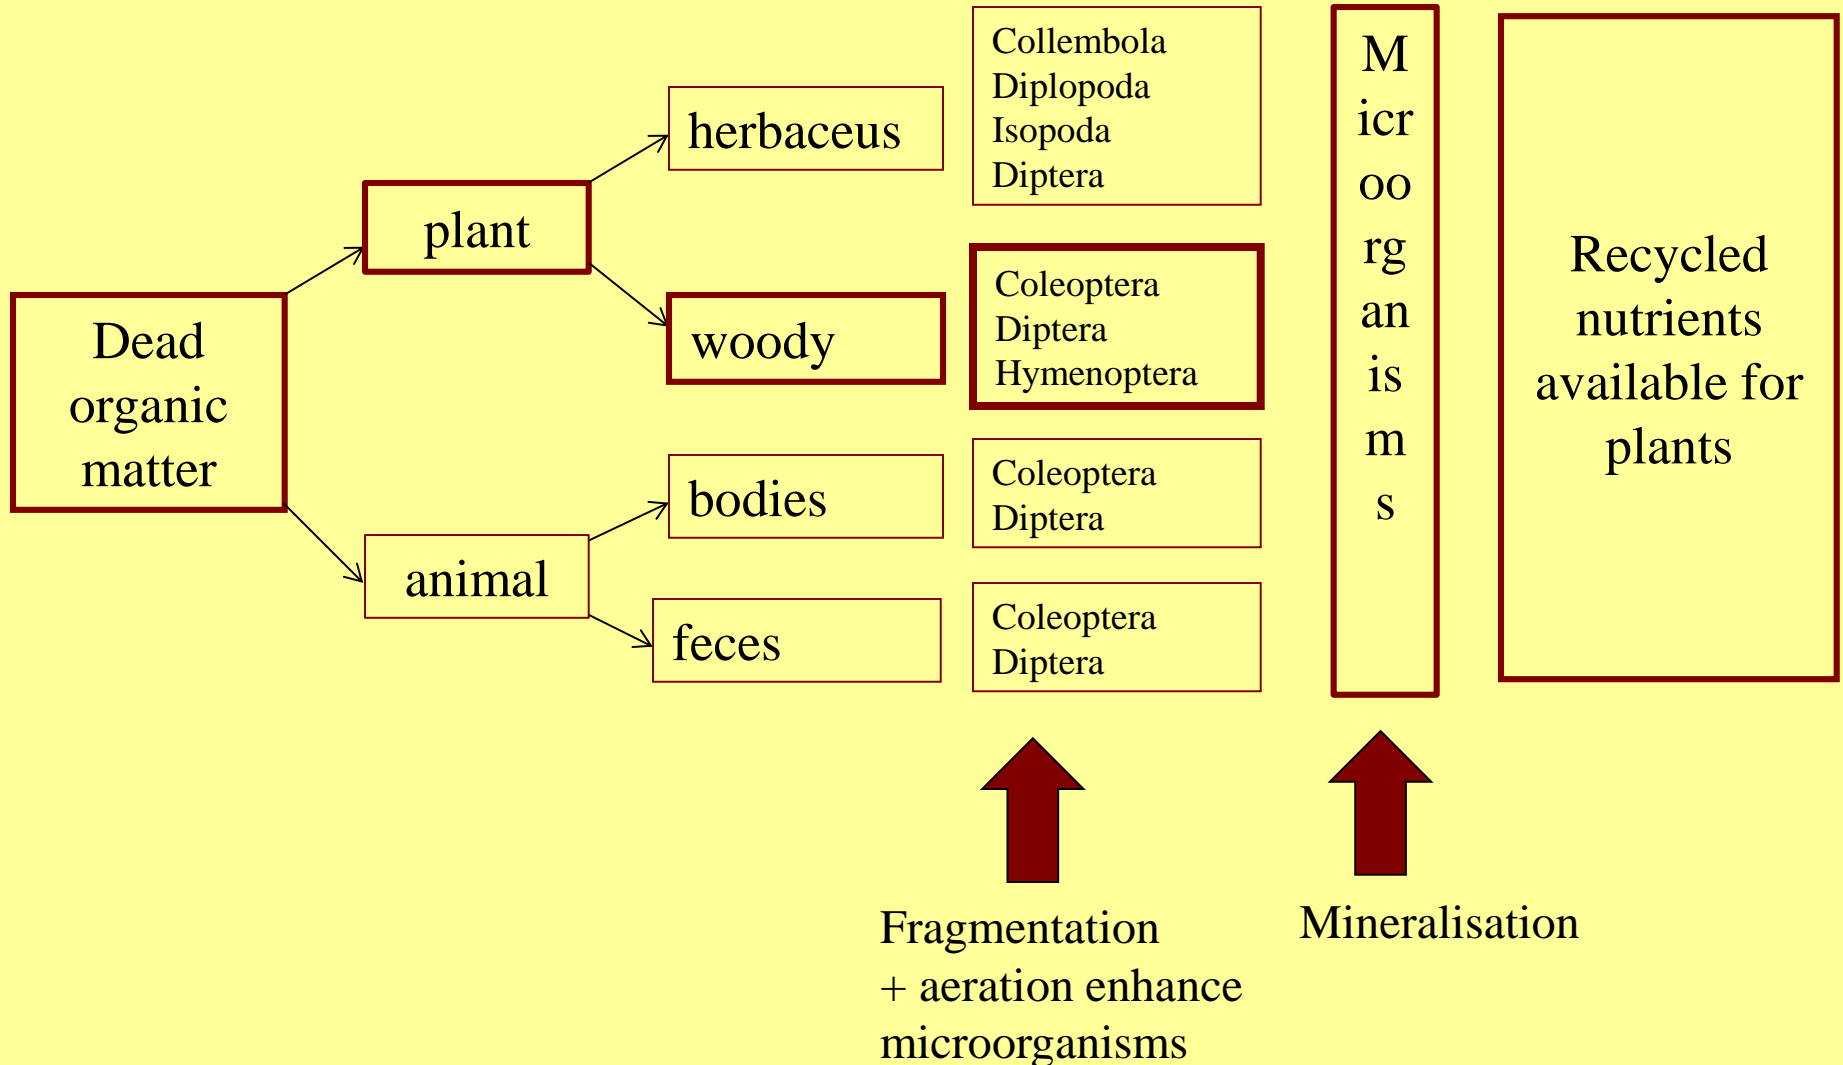 Dead
organic
matter
plant
animal
herbaceus
woody
bodies
feces
Collembola
Diplopoda
Isopoda
Diptera
Coleoptera
Diptera
Hymenoptera
Coleoptera
Diptera
Coleoptera
Diptera
M
icr
oo
rg
an
is
m
s
Recycled
nutrients
available for
plants
Fragmentation
+ aeration enhance
microorganisms
Mineralisation